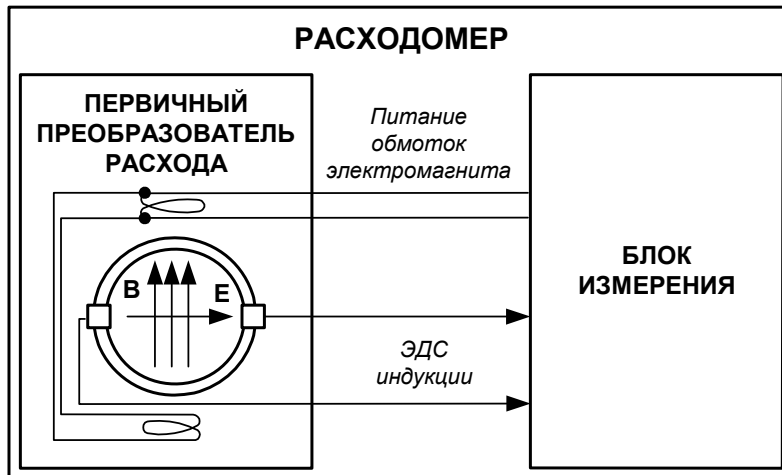 РАСХОДОМЕР
ПЕРВИЧНЫЙ
ПРЕОБРАЗОВАТЕЛЬ
РАСХОДА
Питание
обмоток
электромагнита
B
E
БЛОК
ИЗМЕРЕНИЯ
ЭДС
индукции